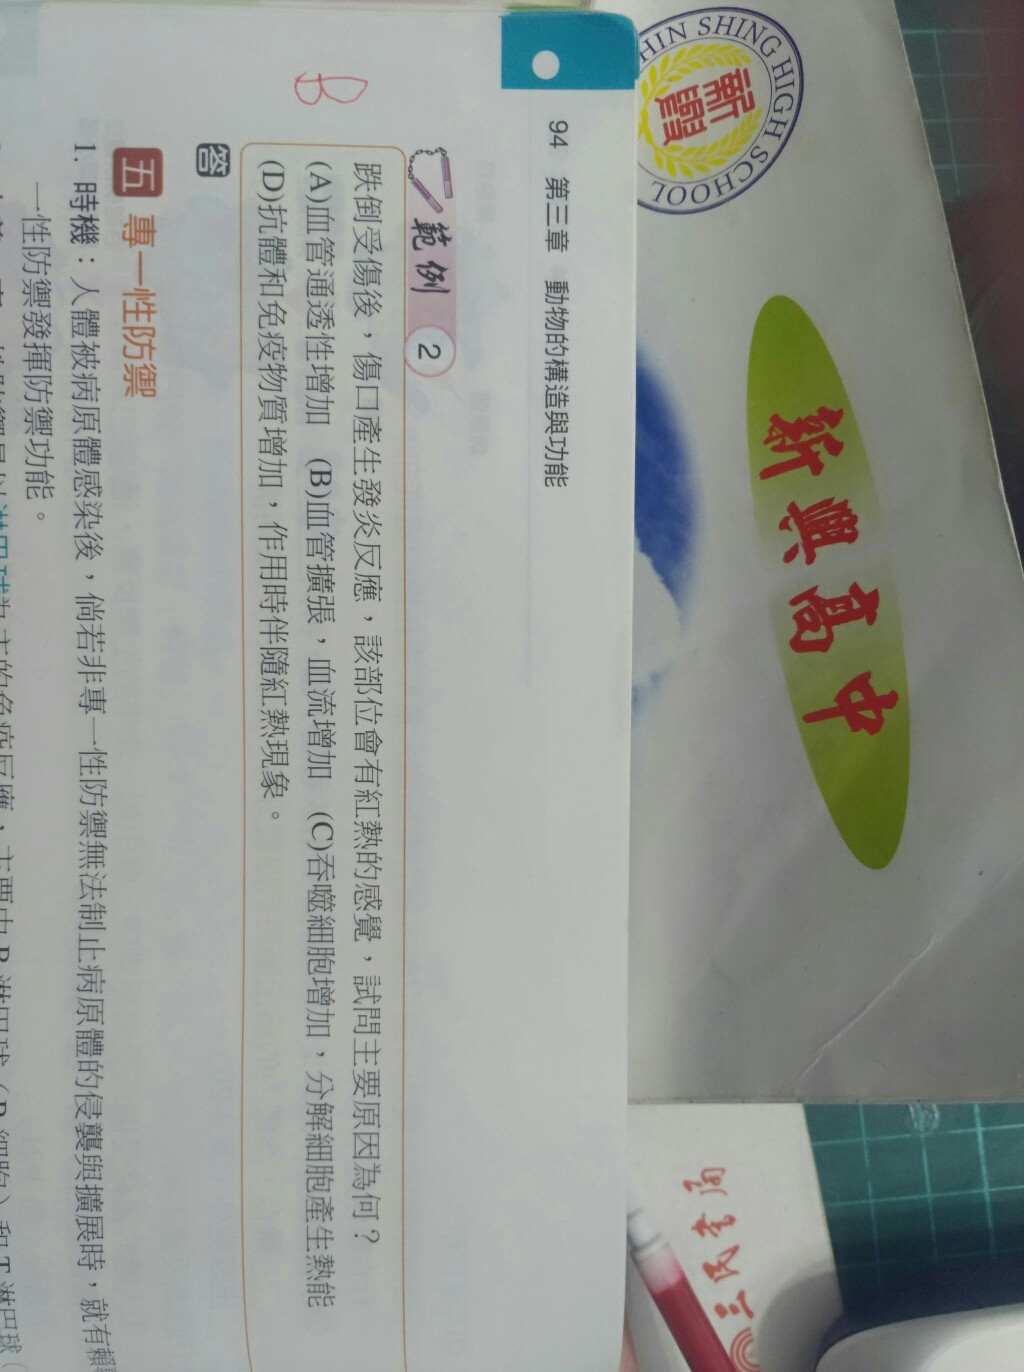 94 第三章 動物的構造與功能
範例 2
跌倒受傷後，傷口產生發炎反應，該部位會有紅熱的感覺，試問主要原因為何？
(A)血管通透性增加 (B)血管擴張，血流增加 (C)吞噬細胞增加，分解細胞產生熱能
(D)抗體和免疫物質增加，作用時伴隨紅熱現象。
答
B
五 專一性防禦
1. 時機：人體被病原體感染後，倘若非專一性防禦無法制止病原體的侵襲與擴展時，就有賴
一性防禦發揮防禦功能。
HIN SHING HIGH SCHOOL
新興
新興高中
三民書局